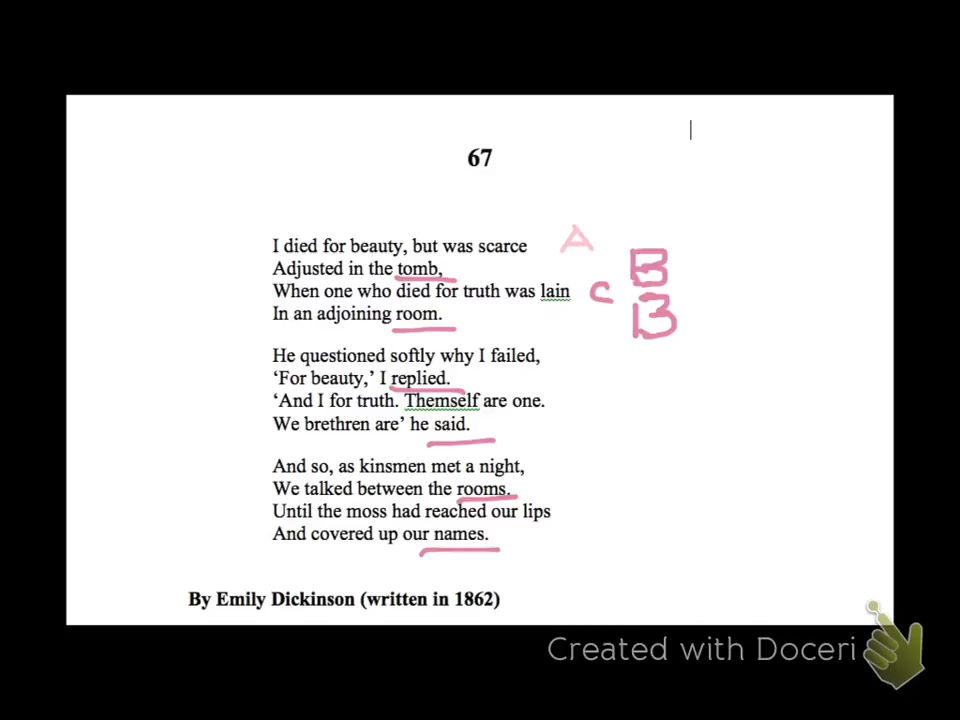 67
I died for beauty, but was scarce A
Adjusted in the tomb, B
When one who died for truth was lain C
In an adjoining room. B
He questioned softly why I failed,
‘For beauty,’ I replied.
‘And I for truth. Themself are one.
We brethren are’ he said.
And so, as kinsmen met a night,
We talked between the rooms.
Until the moss had reached our lips
And covered up our names.
By Emily Dickinson (written in 1862)
Created with Doceri